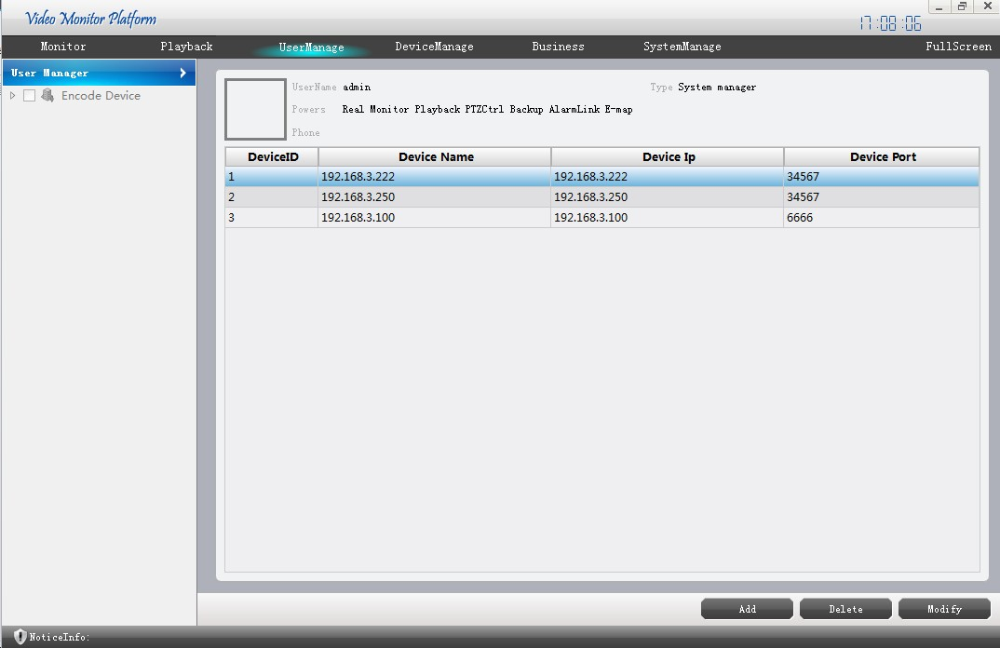 Video Monitor Platform
17:08:06
Monitor Playback UserManage DeviceManage Business SystemManage FullScreen
User Manager
Encode Device
UserName admin Type System manager
Powers Real Monitor Playback PTZCtrl Backup AlarmLink E-map
Phone
DeviceID Device Name Device Ip Device Port
1 192.168.3.222 192.168.3.222 34567
2 192.168.3.250 192.168.3.250 34567
3 192.168.3.100 192.168.3.100 6666
Add Delete Modify
NoticeInfo: